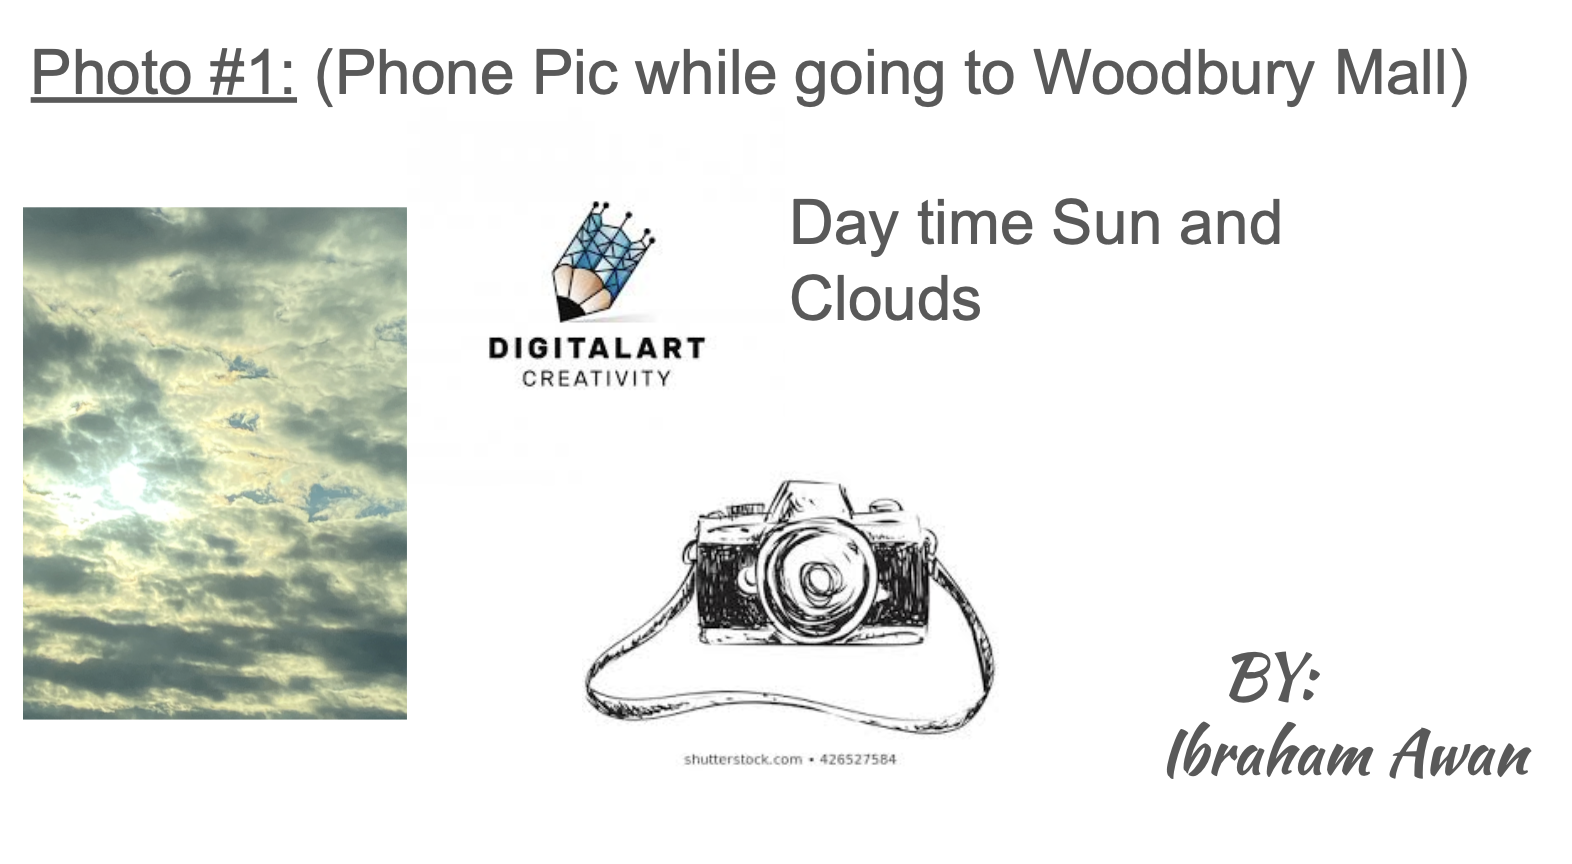 Photo #1: (Phone Pic while going to Woodbury Mall)
Day time Sun and
Clouds
DIGITALART
CREATIVITY
shutterstock.com • 426527584
BY:
Ibraham Awan